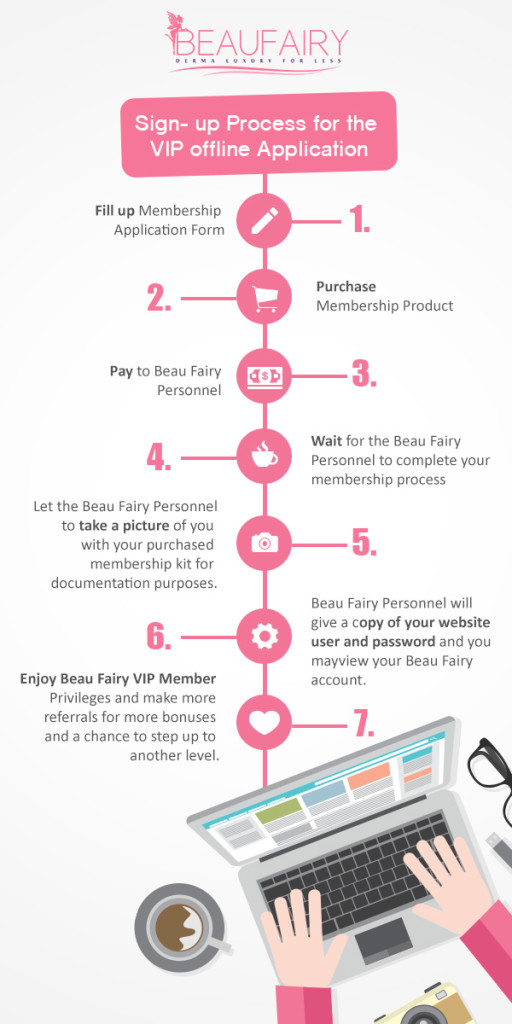 BEAUFAIRY
DERMA LUXURY FOR LESS
Sign- up Process for the
VIP offline Application
1.
Fill up Membership
Application Form
2.
Purchase
Membership Product
3.
Pay to Beau Fairy
Personnel
4.
Wait for the Beau Fairy
Personnel to complete your
membership process
5.
Let the Beau Fairy Personnel
to take a picture of you
with your purchased
membership kit for
documentation purposes.
6.
Beau Fairy Personnel will
give a copy of your website
user and password and you
mayview your Beau Fairy
account.
7.
Enjoy Beau Fairy VIP Member
Privileges and make more
referrals for more bonuses
and a chance to step up to
another level.